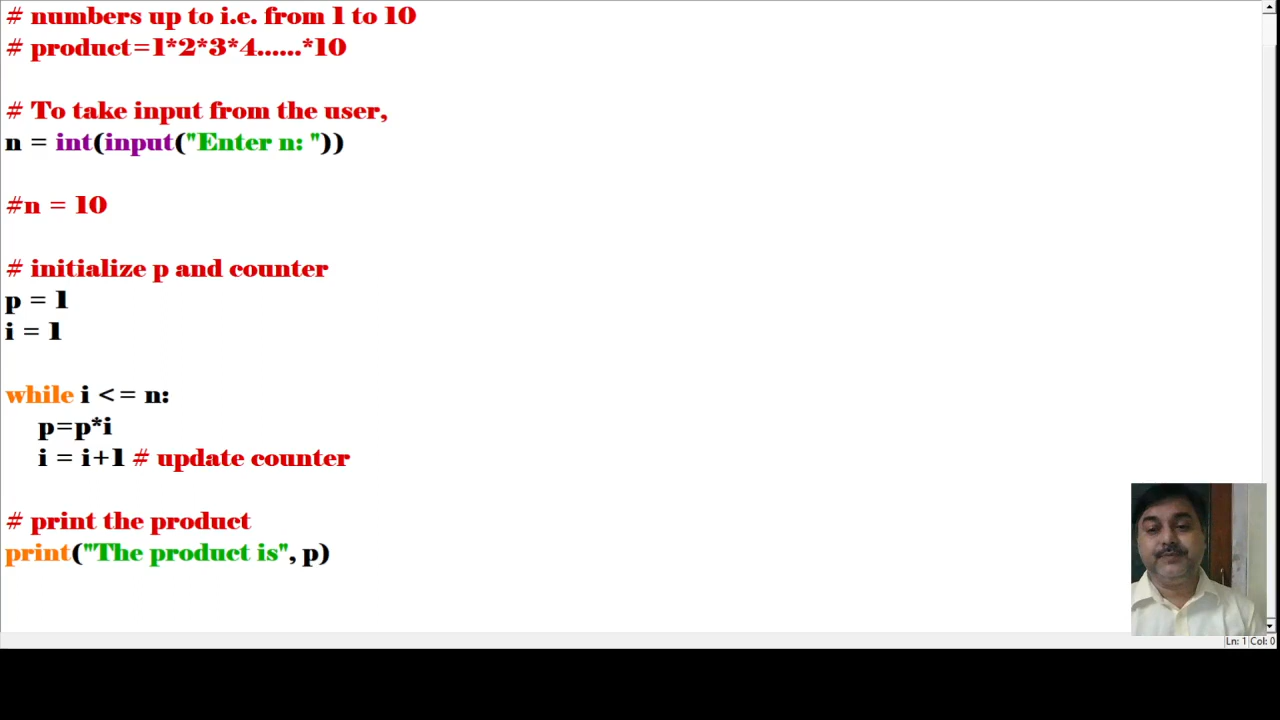 # numbers up to i.e. from 1 to 10
# product=1*2*3*4......*10
# To take input from the user,
n = int(input("Enter n: "))
#n = 10
# initialize p and counter
p = 1
i = 1
while i <= n:
    p=p*i
    i = i+1 # update counter
# print the product
print("The product is", p)
Ln: 1 Col: 0